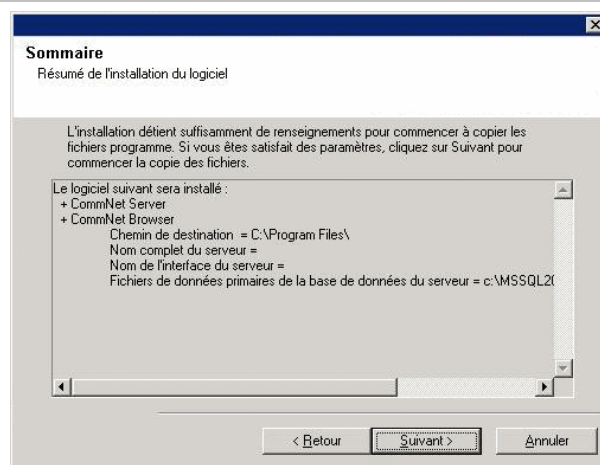 Sommaire
Résumé de l'installation du logiciel
L'installation détient suffisamment de renseignements pour commencer à copier les
fichiers programme. Si vous êtes satisfait des paramètres, cliquez sur Suivant pour
commencer la copie des fichiers.
Le logiciel suivant sera installé :
+ CommNet Server
+ CommNet Browser
Chemin de destination = C:\Program Files\
Nom complet du serveur =
Nom de l'interface du serveur =
Fichiers de données primaires de la base de données du serveur = c:\MSSQL20
< Retour
Suivant >
Annuler